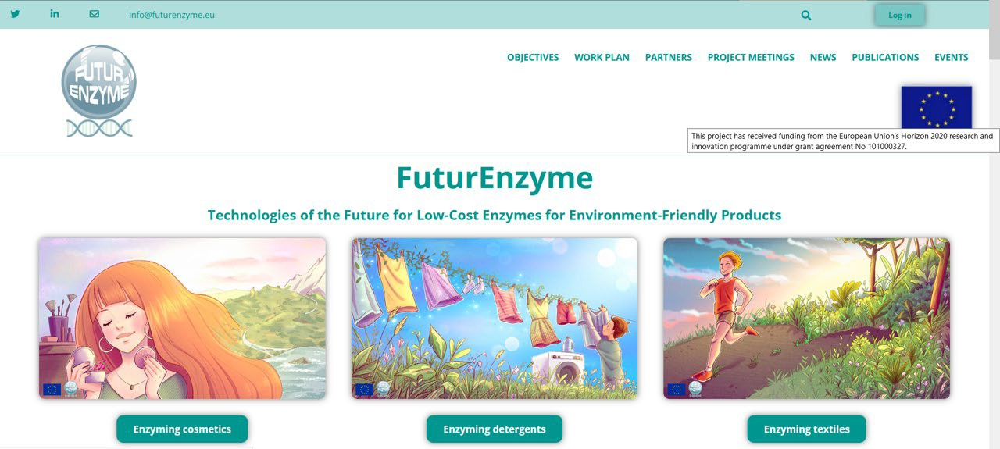 info@futurenzyme.eu
Log in
FUTUR
ENZYME
OBJECTIVES WORK PLAN PARTNERS PROJECT MEETINGS NEWS PUBLICATIONS EVENTS
This project has received funding from the European Union's Horizon 2020 research and
innovation programme under grant agreement No 101000327.
FuturEnzyme
Technologies of the Future for Low-Cost Enzymes for Environment-Friendly Products
Enzyming cosmetics
Enzyming detergents
Enzyming textiles